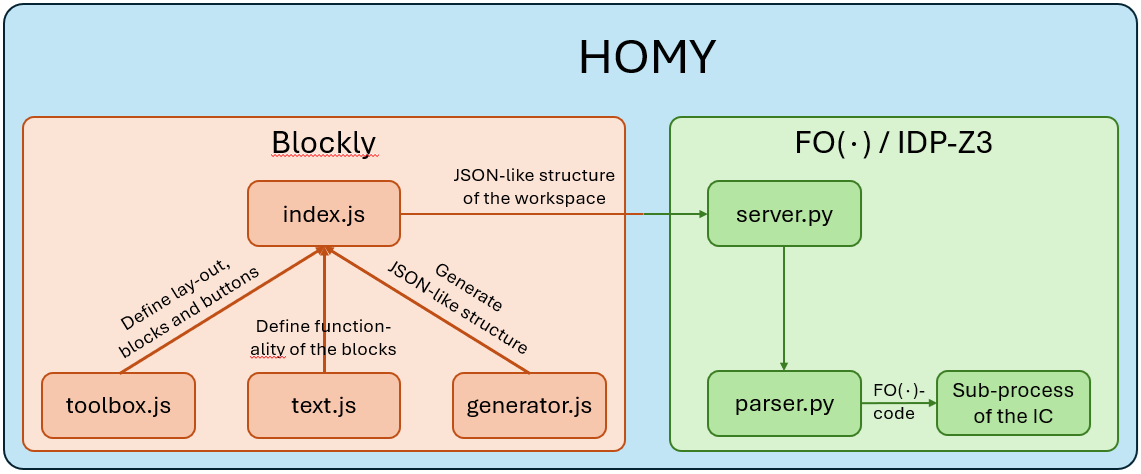 HOMY
Blockly
FO(·) / IDP-Z3
JSON-like structure
of the workspace
index.js
server.py
Define lay-out,
blocks and buttons
Generate
JSON-like structure
Define function-
ality of the blocks
toolbox.js
text.js
generator.js
parser.py
FO(·)-
code
Sub-process
of the IC